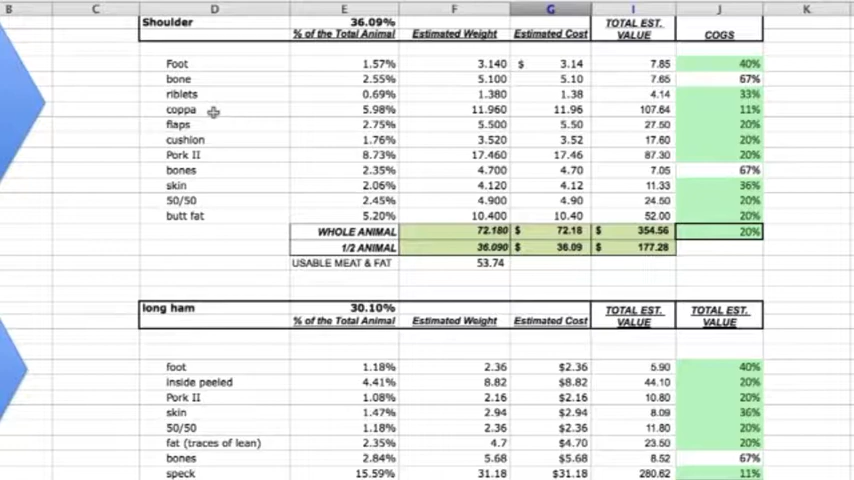 B C D E F G I J K
Shoulder 36.09% TOTAL EST.
% of the Total Animal Estimated Weight Estimated Cost VALUE COGS
Foot 1.57% 3.140 $ 3.14 7.85 40%
bone 2.55% 5.100 5.10 7.65 67%
riblets 0.69% 1.380 1.38 4.14 33%
coppa 5.98% 11.960 11.96 107.64 11%
flaps 2.75% 5.500 5.50 27.50 20%
cushion 1.76% 3.520 3.52 17.60 20%
Pork II 8.73% 17.460 17.46 87.30 20%
bones 2.35% 4.700 4.70 7.05 67%
skin 2.06% 4.120 4.12 11.33 36%
50/50 2.45% 4.900 4.90 24.50 20%
butt fat 5.20% 10.400 10.40 52.00 20%
WHOLE ANIMAL 72.180 $ 72.18 $ 354.56 20%
1/2 ANIMAL 36.090 $ 36.09 $ 177.28
USABLE MEAT & FAT 53.74
long ham 30.10% TOTAL EST. TOTAL EST.
% of the Total Animal Estimated Weight Estimated Cost VALUE VALUE
foot 1.18% 2.36 $2.36 5.90 40%
inside peeled 4.41% 8.82 $8.82 44.10 20%
Pork II 1.08% 2.16 $2.16 10.80 20%
skin 1.47% 2.94 $2.94 8.09 36%
50/50 1.18% 2.36 $2.36 11.80 20%
fat (traces of lean) 2.35% 4.7 $4.70 23.50 20%
bones 2.84% 5.68 $5.68 8.52 67%
speck 15.59% 31.18 $31.18 280.62 11%